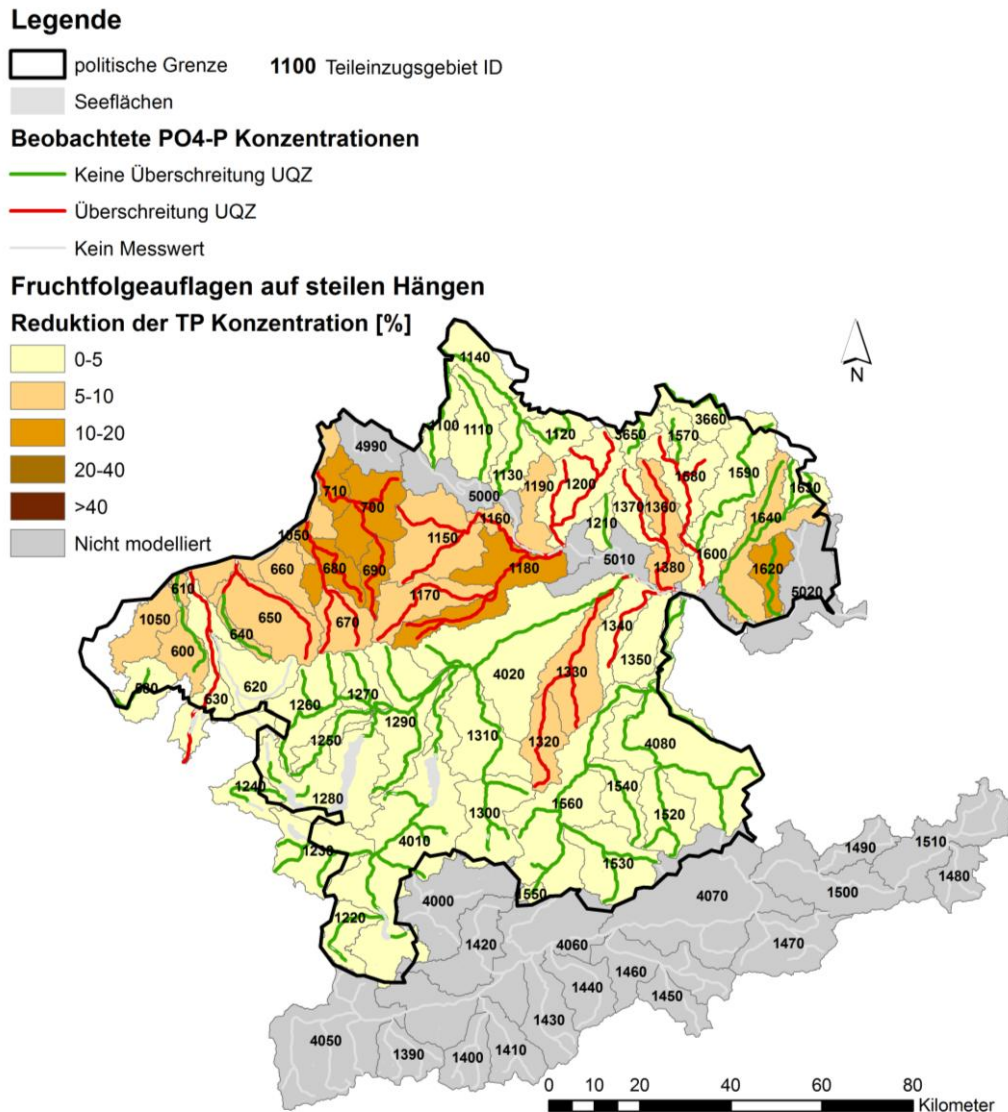 Legende
politische Grenze 1100 Teileinzugsgebiet ID
Seeflächen
Beobachtete PO4-P Konzentrationen
Keine Überschreitung UQZ
Überschreitung UQZ
Kein Messwert
Fruchtfolgeauflagen auf steilen Hängen
Reduktion der TP Konzentration [%]
0-5
5-10
10-20
20-40
>40
Nicht modelliert
N
1140
3660
1100 1110 1120 3650 1570
4990
1130 1190 1200 1680 1590 1630
710 700 5000 1370 1360 1640
1050 1160 1210
1150 5010 1600
660 680 690 1180 1380 1620
610 1170 5020
1050 640 650 670 1340
600 1350
580 630 620 4020 1330
1260 1270
1290 1310 4080
1250 1320
1240 1280 1540
1300 1560 1520
4010
1230 1530 1490 1510
550 1480
4000 4070 1500
1220
1420 4060 1470
1460
1440 1450
1430
4050 1390 1400 1410
0 10 20 40 60 80
Kilometer